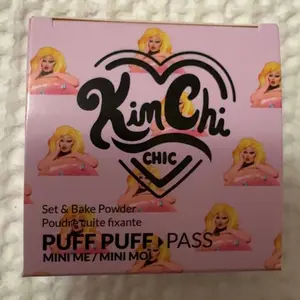 KimChi
CHIC
Set & Bake Powder
Poudre cuite fixante
PUFF PUFF▸PASS
MINI ME / MINI MOI